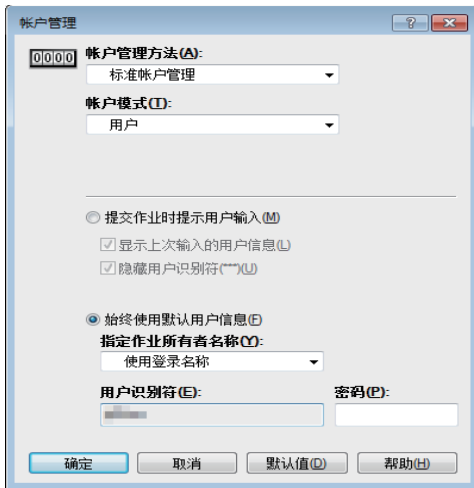 帐户管理
0000
帐户管理方法(A):
标准帐户管理
帐户模式(T):
用户
提交作业时提示用户输入(M)
显示上次输入的用户信息(L)
隐藏用户识别符(***)(U)
始终使用默认用户信息(F)
指定作业所有者名称(Y):
使用登录名称
用户识别符(E): 密码(P):
确定 取消 默认值(D) 帮助(H)